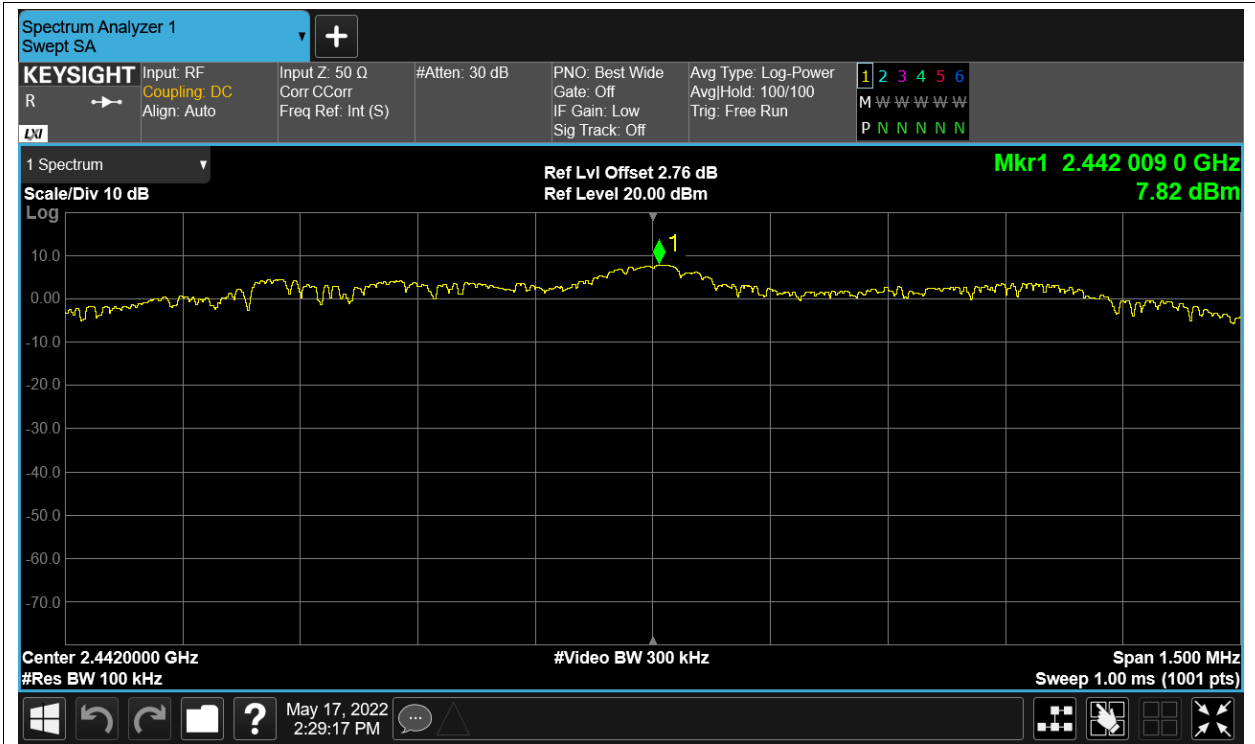 Spectrum Analyzer 1
Swept SA
KEYSIGHT
R
LXI
Input: RF
Coupling: DC
Align: Auto
Input Z: 50 Ω
Corr CCorr
Freq Ref: Int (S)
#Atten: 30 dB
PNO: Best Wide
Gate: Off
IF Gain: Low
Sig Track: Off
Avg Type: Log-Power
Avg|Hold: 100/100
Trig: Free Run
1 2 3 4 5 6
M W W W W W
P N N N N N
1 Spectrum
Scale/Div 10 dB
Log
Ref Lvl Offset 2.76 dB
Ref Level 20.00 dBm
Mkr1 2.442 009 0 GHz
7.82 dBm
1
10.0
0.00
-10.0
-20.0
-30.0
-40.0
-50.0
-60.0
-70.0
Center 2.4420000 GHz
#Video BW 300 kHz
Span 1.500 MHz
#Res BW 100 kHz
Sweep 1.00 ms (1001 pts)
?
May 17, 2022
2:29:17 PM